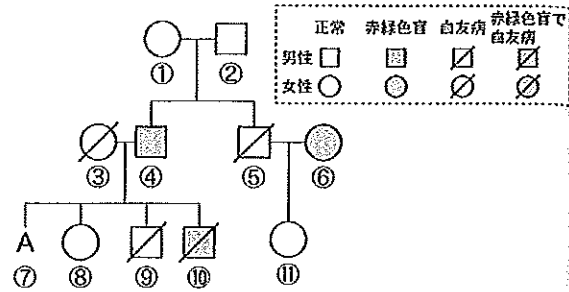 正常 赤緑色盲 白友病 赤緑色盲で
白友病
男性
女性
① ②
③ ④ ⑤ ⑥
A
⑦ ⑧ ⑨ ⑩ ⑪